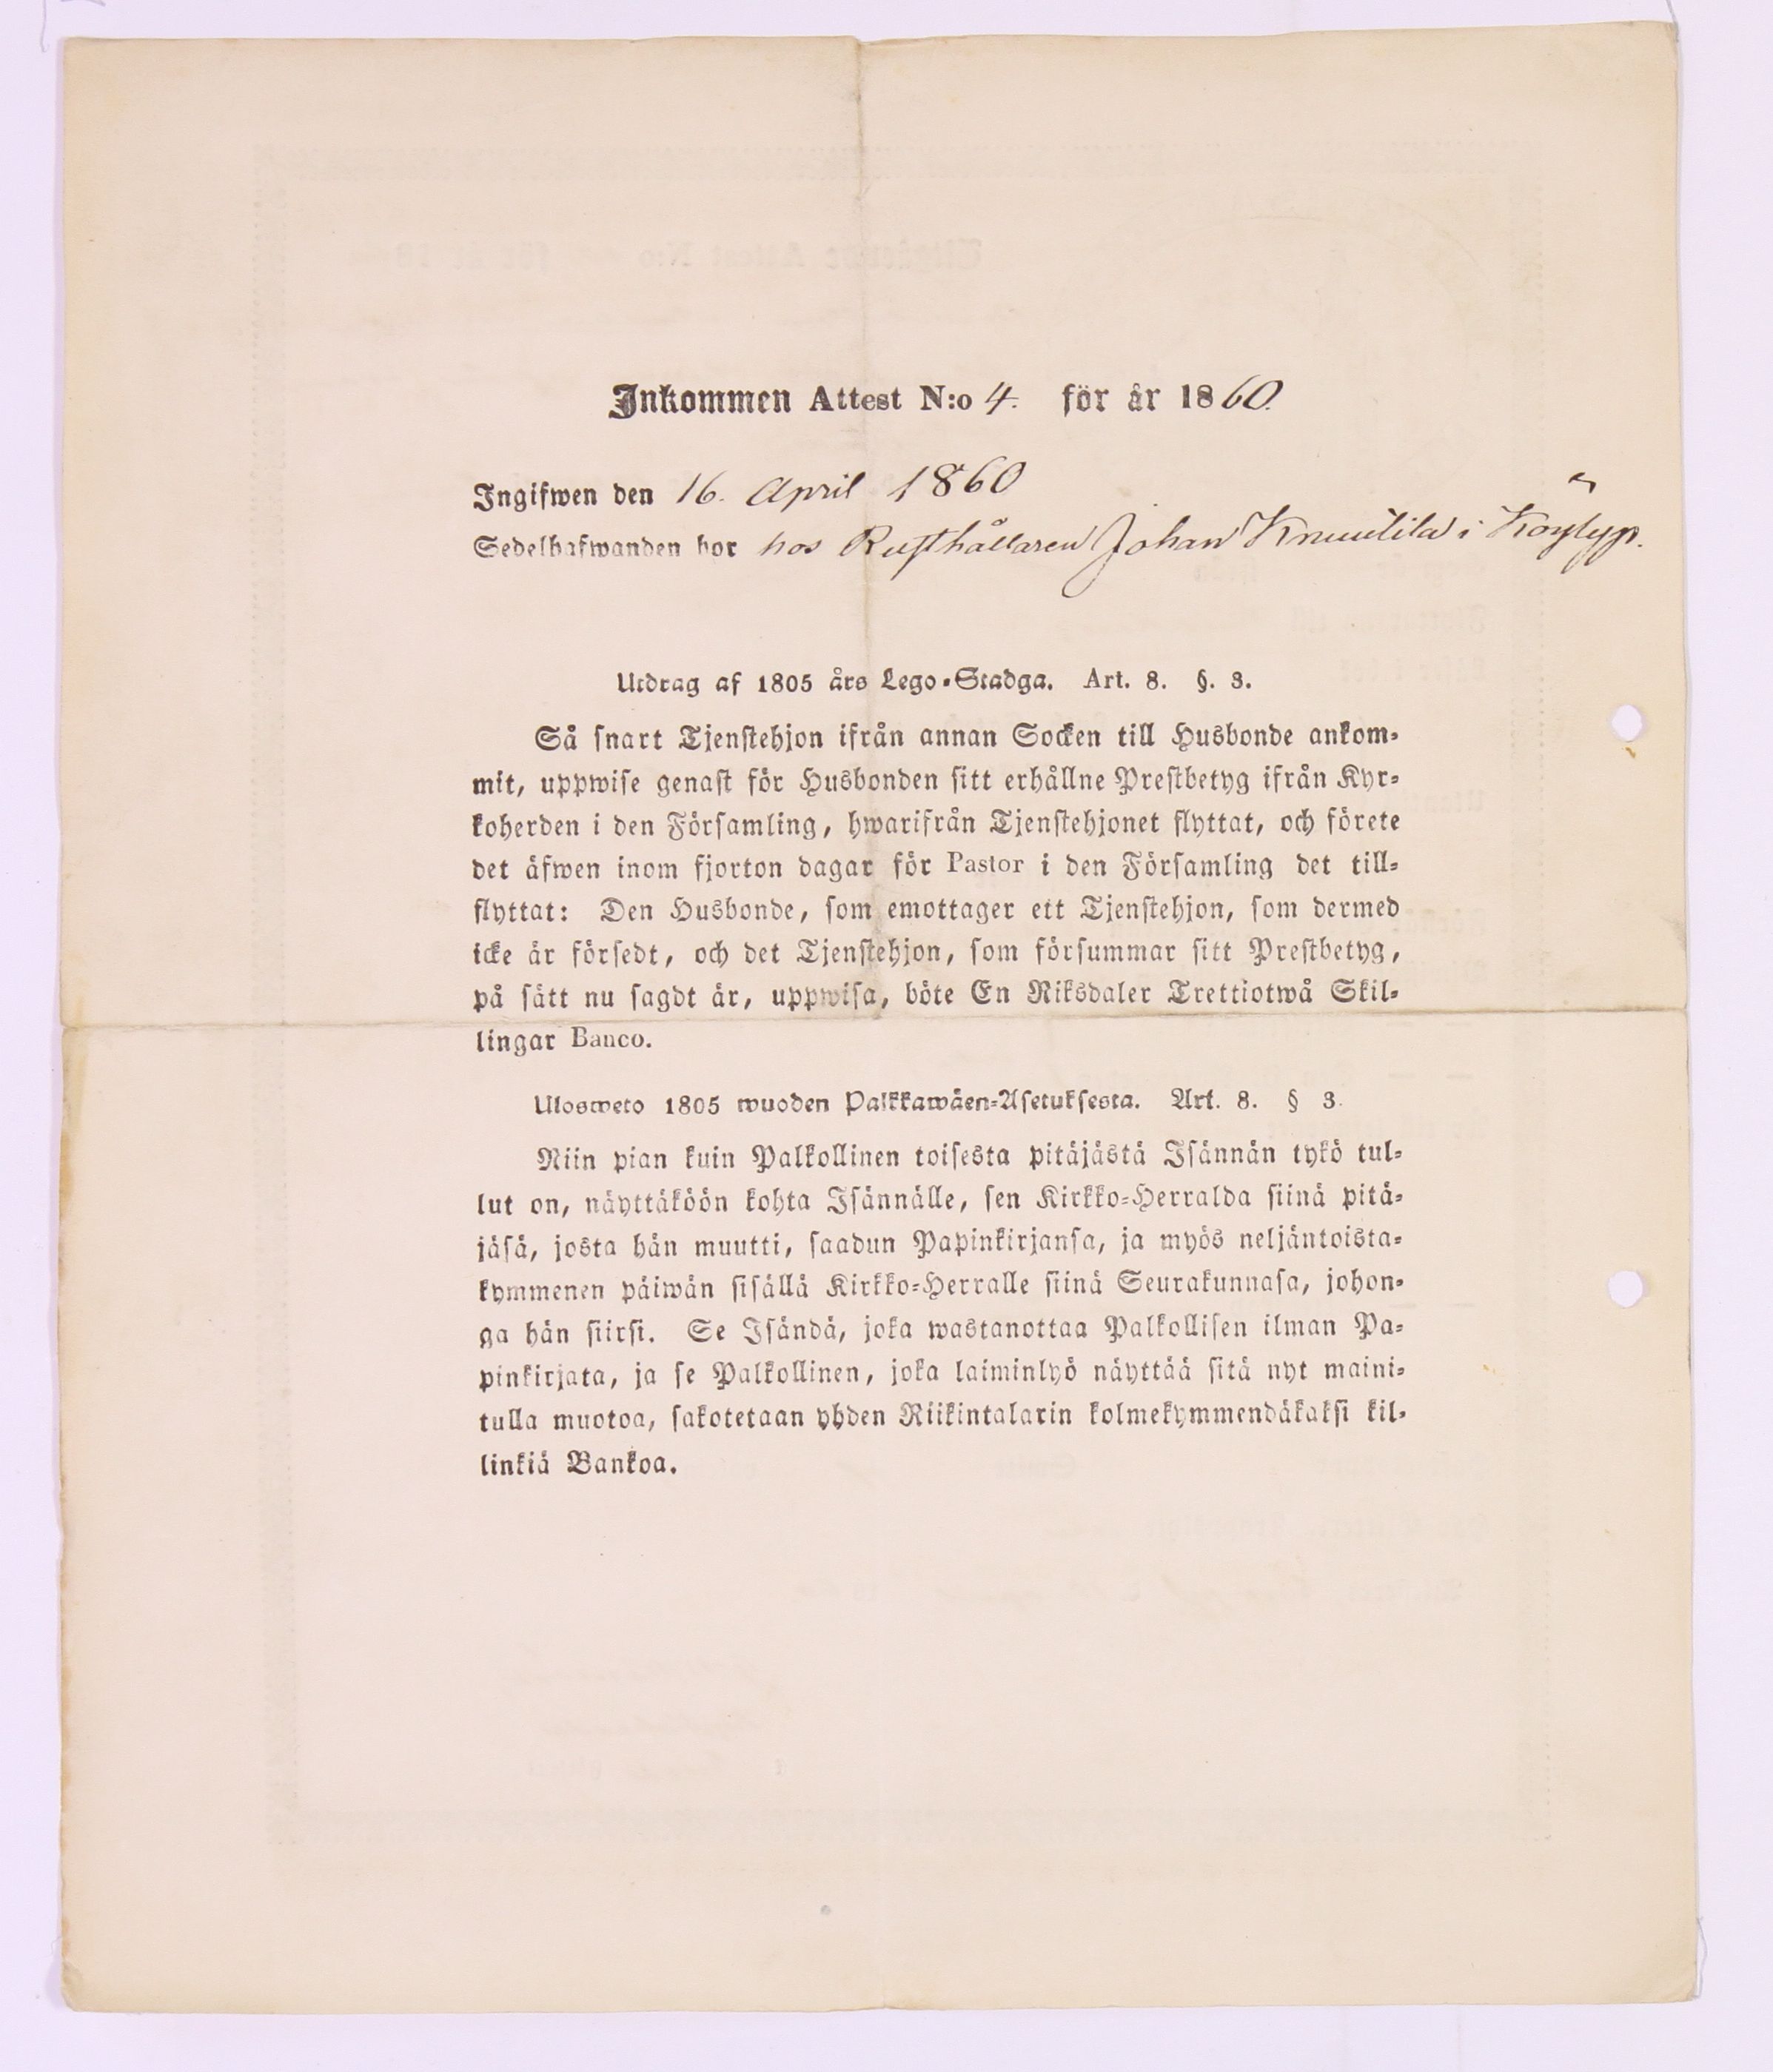 Inkommen Attest N:o 4. för år 1860.
Ingifwen den 16. April 1860
Sedelhafwanden bor hos Rusthållaren Johan Knuutila i Köylyp.
Utdrag af 1805 års Lego-Stadga. Art. 8. §. 3.
Så snart Tjenstehjon ifrån annan Socken till Husbonde ankom-
mit, uppwise genast för Husbonden sitt erhållne Prestbetyg ifrån Kyr-
koherden i den Församling, hwarifrån Tjenstehjonet flyttat, och förete
det äfwen inom fjorton dagar för Pastor i den Församling det till-
flyttat: Den Husbonde, som emottager ett Tjenstehjon, som dermed
icke är försedt, och det Tjenstehjon, som försummar sitt Prestbetyg,
på sätt nu sagdt är, uppwisa, böte En Riksdaler Trettiotwå Skil-
lingar Banco.
Ulosweto 1805 wuoden Palkkawäen-Asetuksesta. Art. 8. § 3.
Niin pian kuin Palkollinen toisesta pitäjästä Isännän tykö tul-
lut on, näyttäköön kohta Isännälle, sen Kirkko-Herralda siinä pitä-
jäsä, josta hän muutti, saadun Papinkirjansa, ja myös neljäntoista-
kymmenen päiwän sisällä Kirkko-Herralle siinä Seurakunnasa, johon-
ga hän siirsi. Se Isändä, joka wastanottaa Palkollisen ilman Pa-
pinkirjata, ja se Palkollinen, joka laiminlyö näyttää sitä nyt maini-
tulla muotoa, sakotetaan yhden Riikintalarin kolmekymmendäkaksi kil-
linkiä Bankoa.